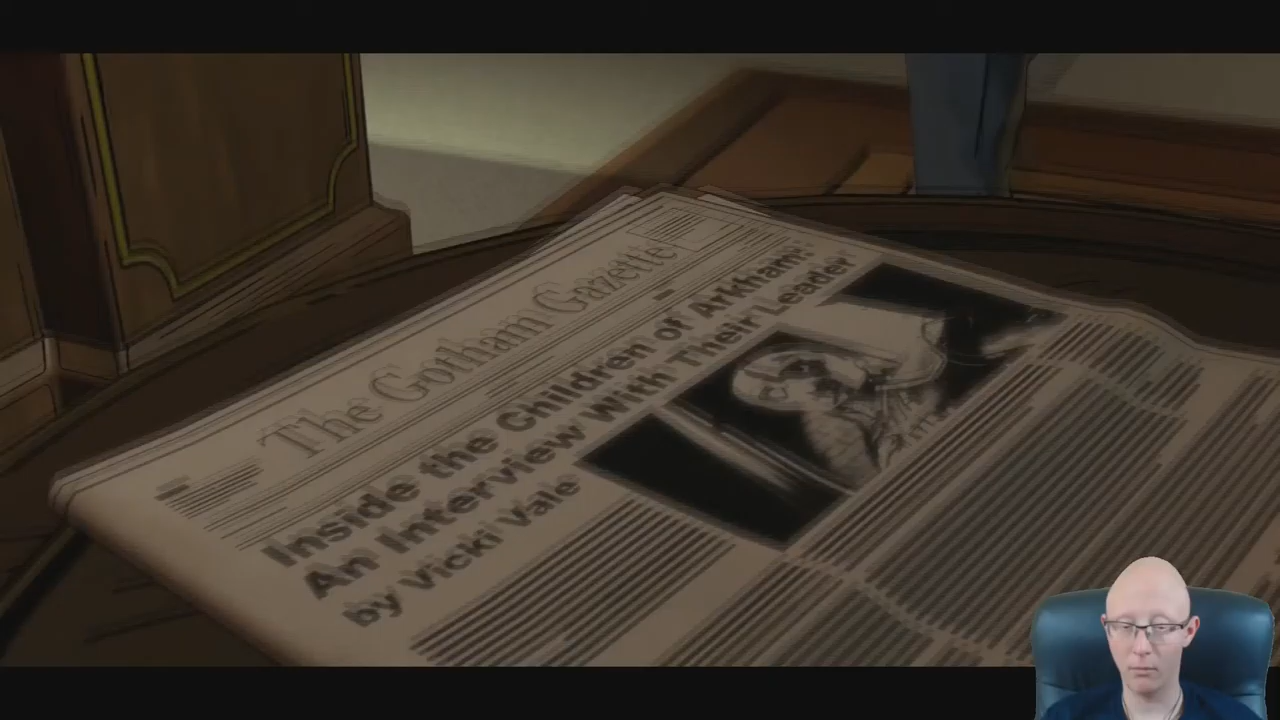 The Gotham Gazette
Inside the Children of Arkham:
An Interview With Their Leader
by Vicki Vale